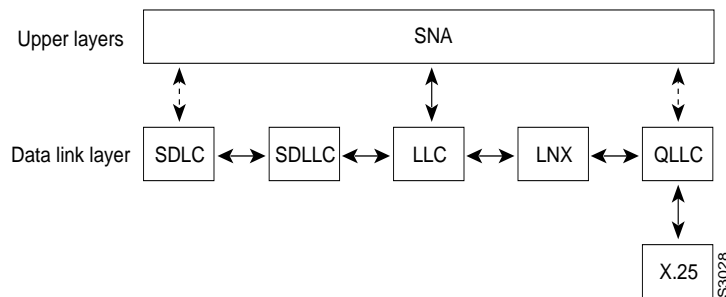 Upper layers
SNA
Data link layer
SDLC
SDLLC
LLC
LNX
QLLC
X.25
S3028